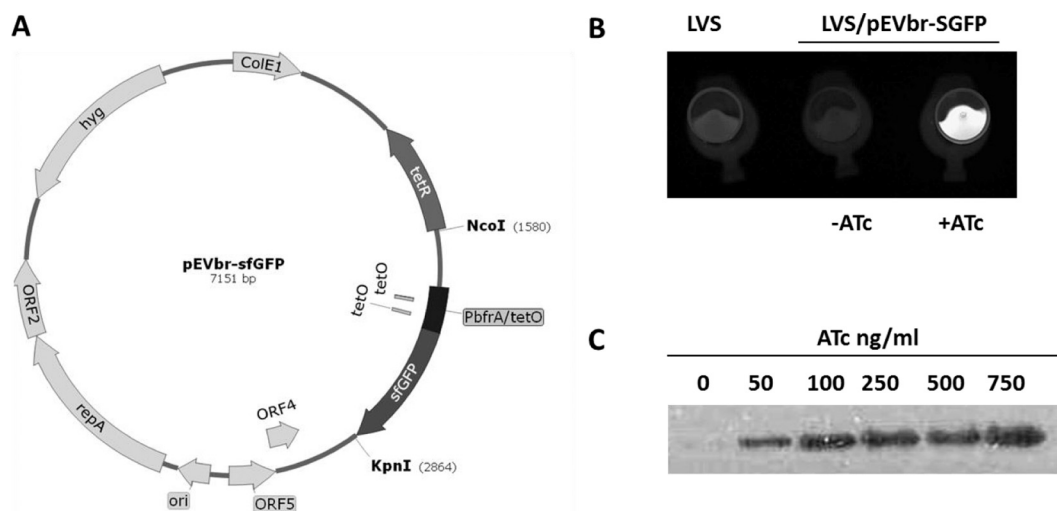 A
ColE1
hyg
tetR
NcoI (1580)
pEVbr-sfGFP
7151 bp
tetO
tetO
PbfrA/tetO
ORF2
sfGFP
repA
ORF4
KpnI (2864)
ori
ORF5
B
LVS
LVS/pEVbr-SGFP
-ATc
+ATc
C
ATc ng/ml
0 50 100 250 500 750